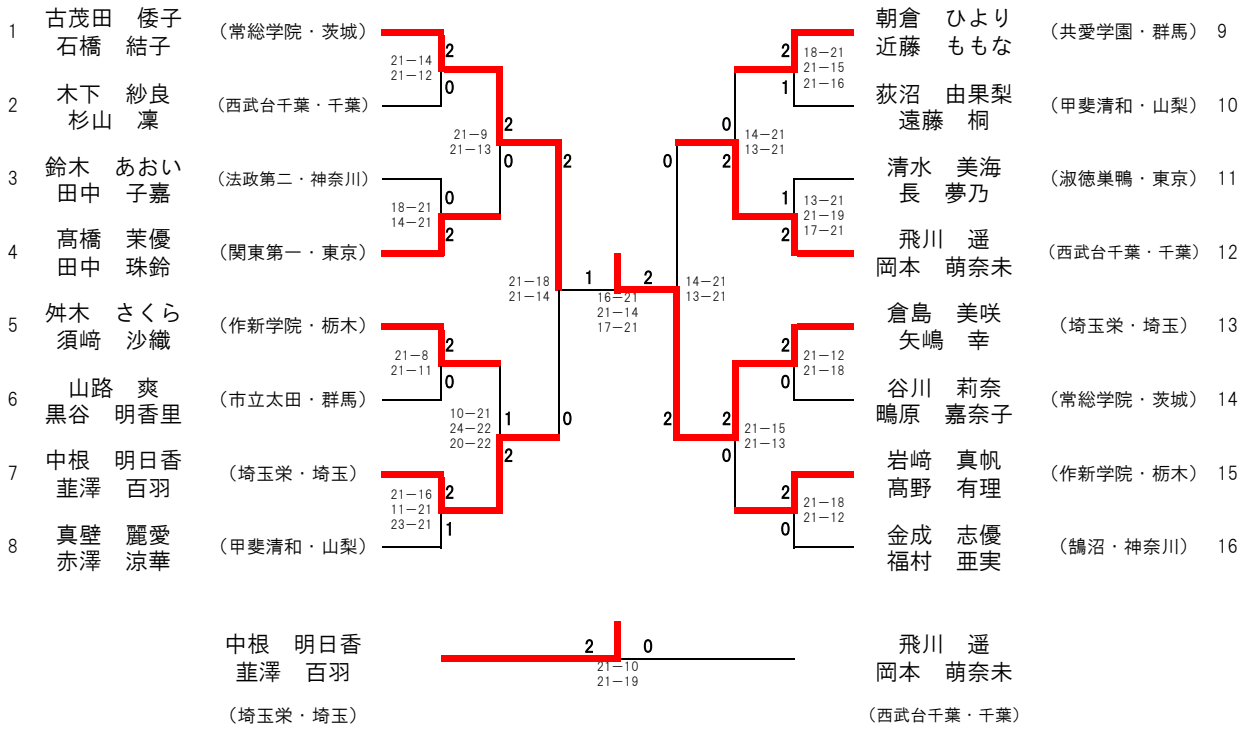 1 古茂田　倭子
石橋　結子
（常総学院・茨城）
2 木下　紗良
杉山　凜
（西武台千葉・千葉）
2
21－14
21－12
0
3 鈴木　あおい
田中　子嘉
（法政第二・神奈川）
4 髙橋　茉優
田中　珠鈴
（関東第一・東京）
0
18－21
14－21
2
2
21－9
21－13
0
5 舛木　さくら
須﨑　沙織
（作新学院・栃木）
6 山路　爽
黒谷　明香里
（市立太田・群馬）
2
21－8
21－11
0
7 中根　明日香
韮澤　百羽
（埼玉栄・埼玉）
8 真壁　麗愛
赤澤　涼華
（甲斐清和・山梨）
2
21－16
11－21
23－21
1
1
10－21
24－22
20－22
2
2
21－18
21－14
0
1 2
16－21
21－14
17－21
朝倉　ひより
近藤　ももな
（共愛学園・群馬） 9
荻沼　由果梨
遠藤　桐
（甲斐清和・山梨） 10
2
18－21
21－15
21－16
1
清水　美海
長　夢乃
（淑徳巣鴨・東京） 11
飛川　遥
岡本　萌奈未
（西武台千葉・千葉） 12
1
13－21
21－19
17－21
2
0
14－21
13－21
2
倉島　美咲
矢嶋　幸
（埼玉栄・埼玉） 13
谷川　莉奈
鴫原　嘉奈子
（常総学院・茨城） 14
2
21－12
21－18
0
岩﨑　真帆
髙野　有理
（作新学院・栃木） 15
金成　志優
福村　亜実
（鵠沼・神奈川） 16
2
21－18
21－12
0
2
21－15
21－13
0
0
14－21
13－21
2
中根　明日香
韮澤　百羽
（埼玉栄・埼玉）
2 0
21－10
21－19
飛川　遥
岡本　萌奈未
（西武台千葉・千葉）